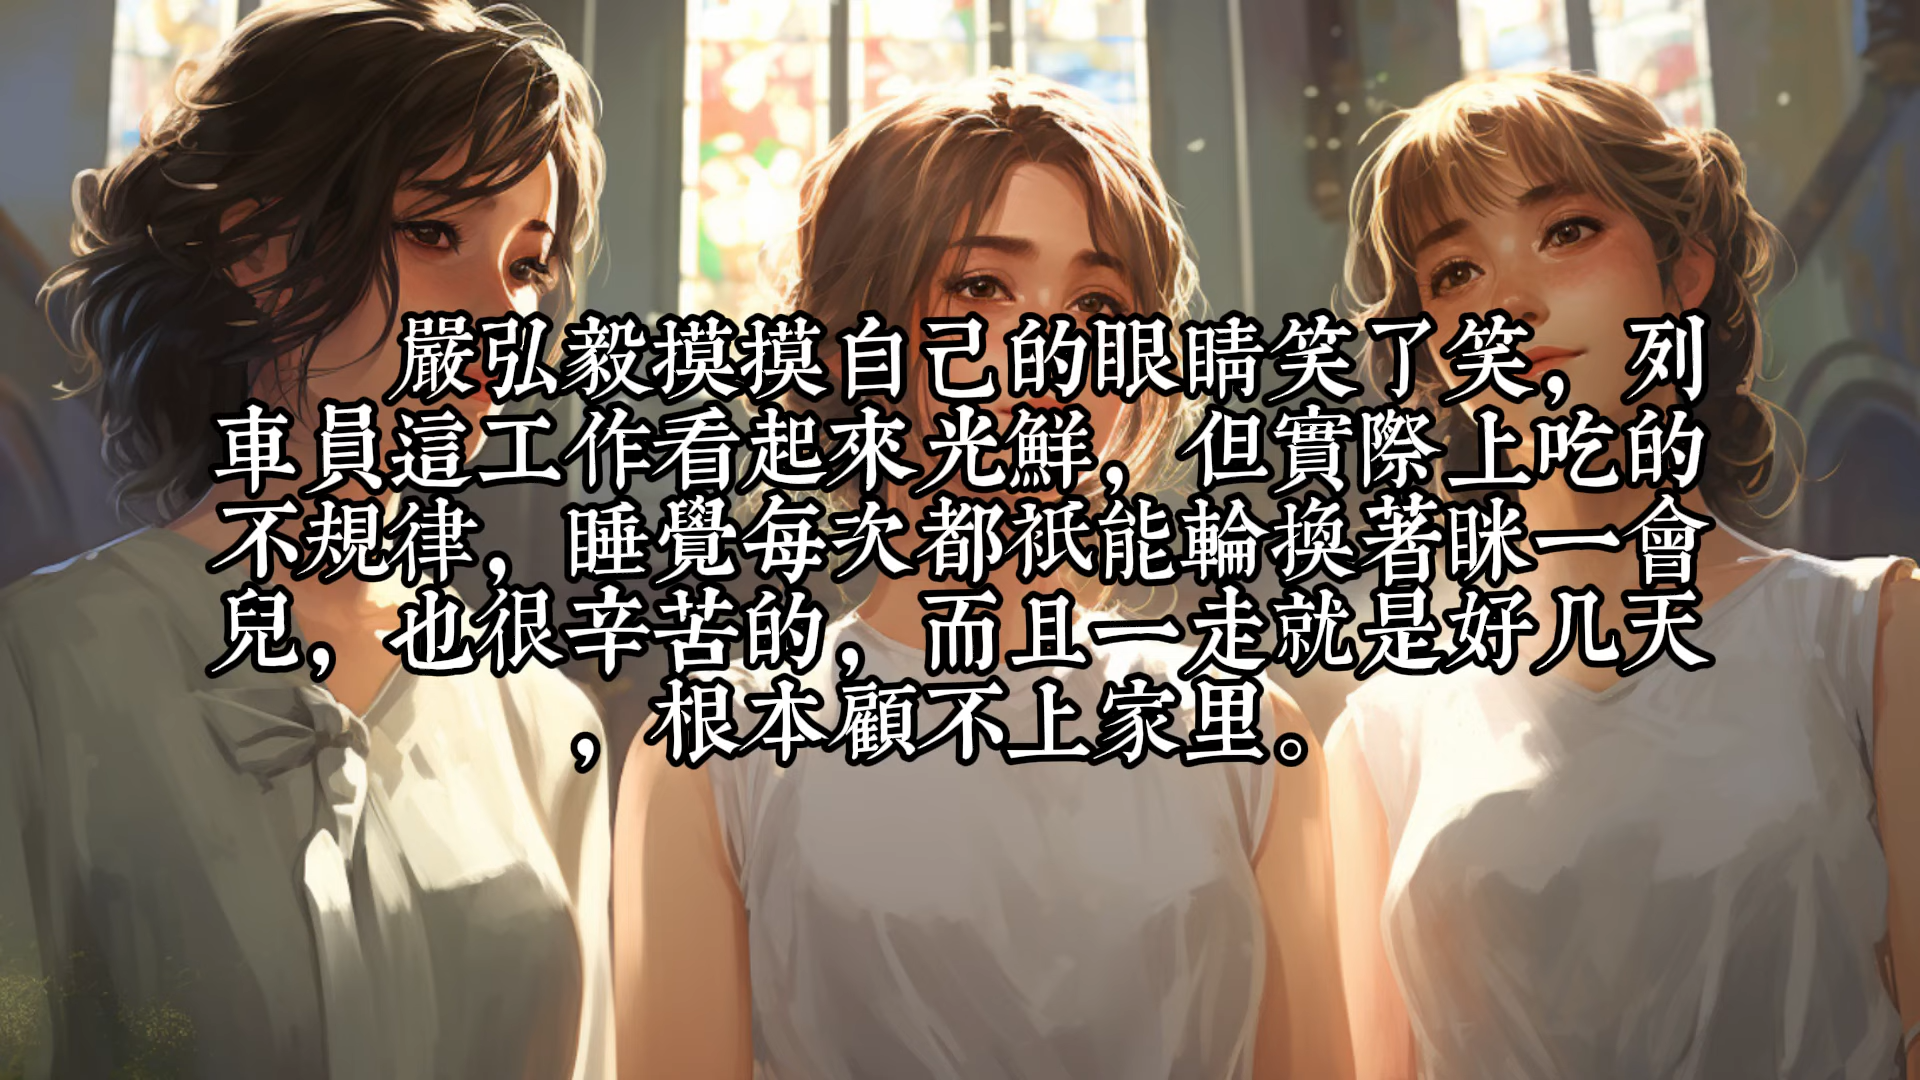 嚴弘毅摸摸自己的眼睛笑了笑，列
車員這工作看起來光鮮，但實際上吃的
不規律，睡覺每次都祇能輪換著眯一會
兒，也很辛苦的，而且一走就是好几天
，根本顧不上家里。